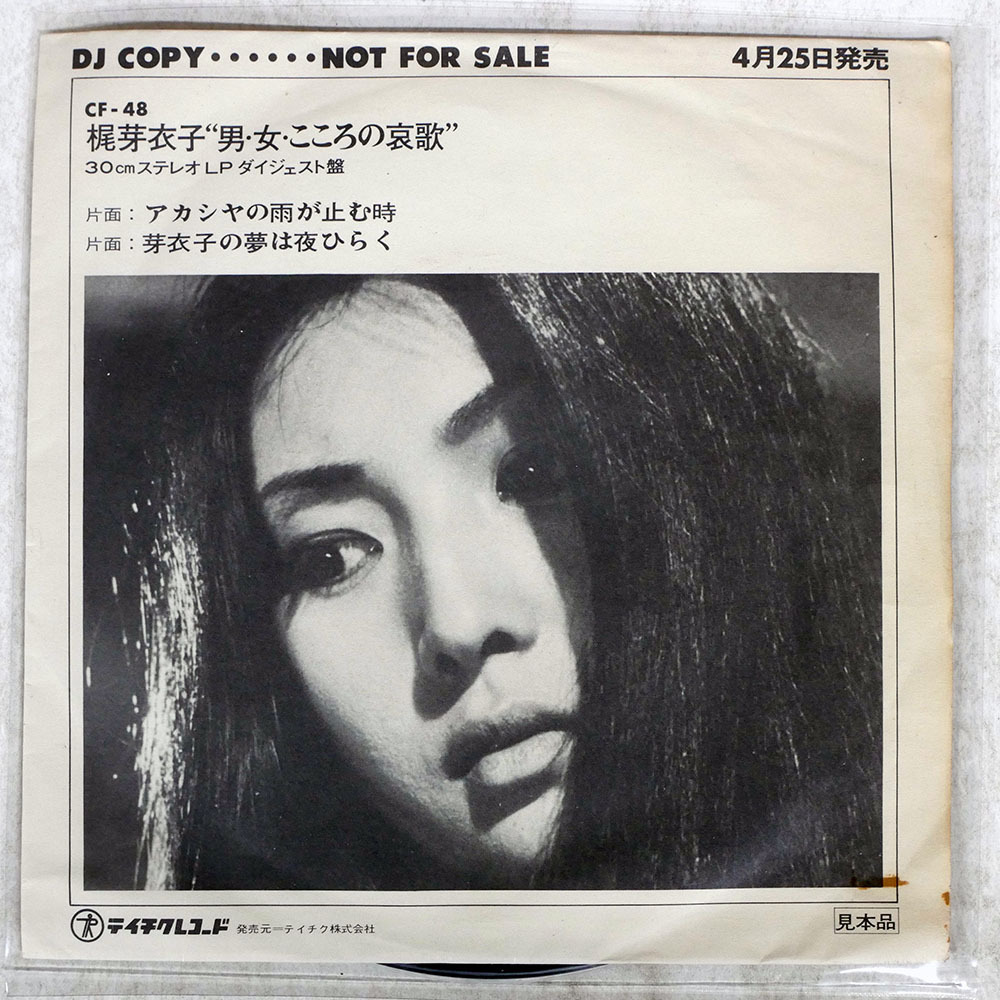 DJ COPY······NOT FOR SALE
4月25日発売
CF-48
梶芽衣子“男・女・こころの哀歌”
30cmステレオLPダイジェスト盤
片面：アカシヤの雨が止む時
片面：芽衣子の夢は夜ひらく
テイチクレコード 発売元＝テイチク株式会社
見本品